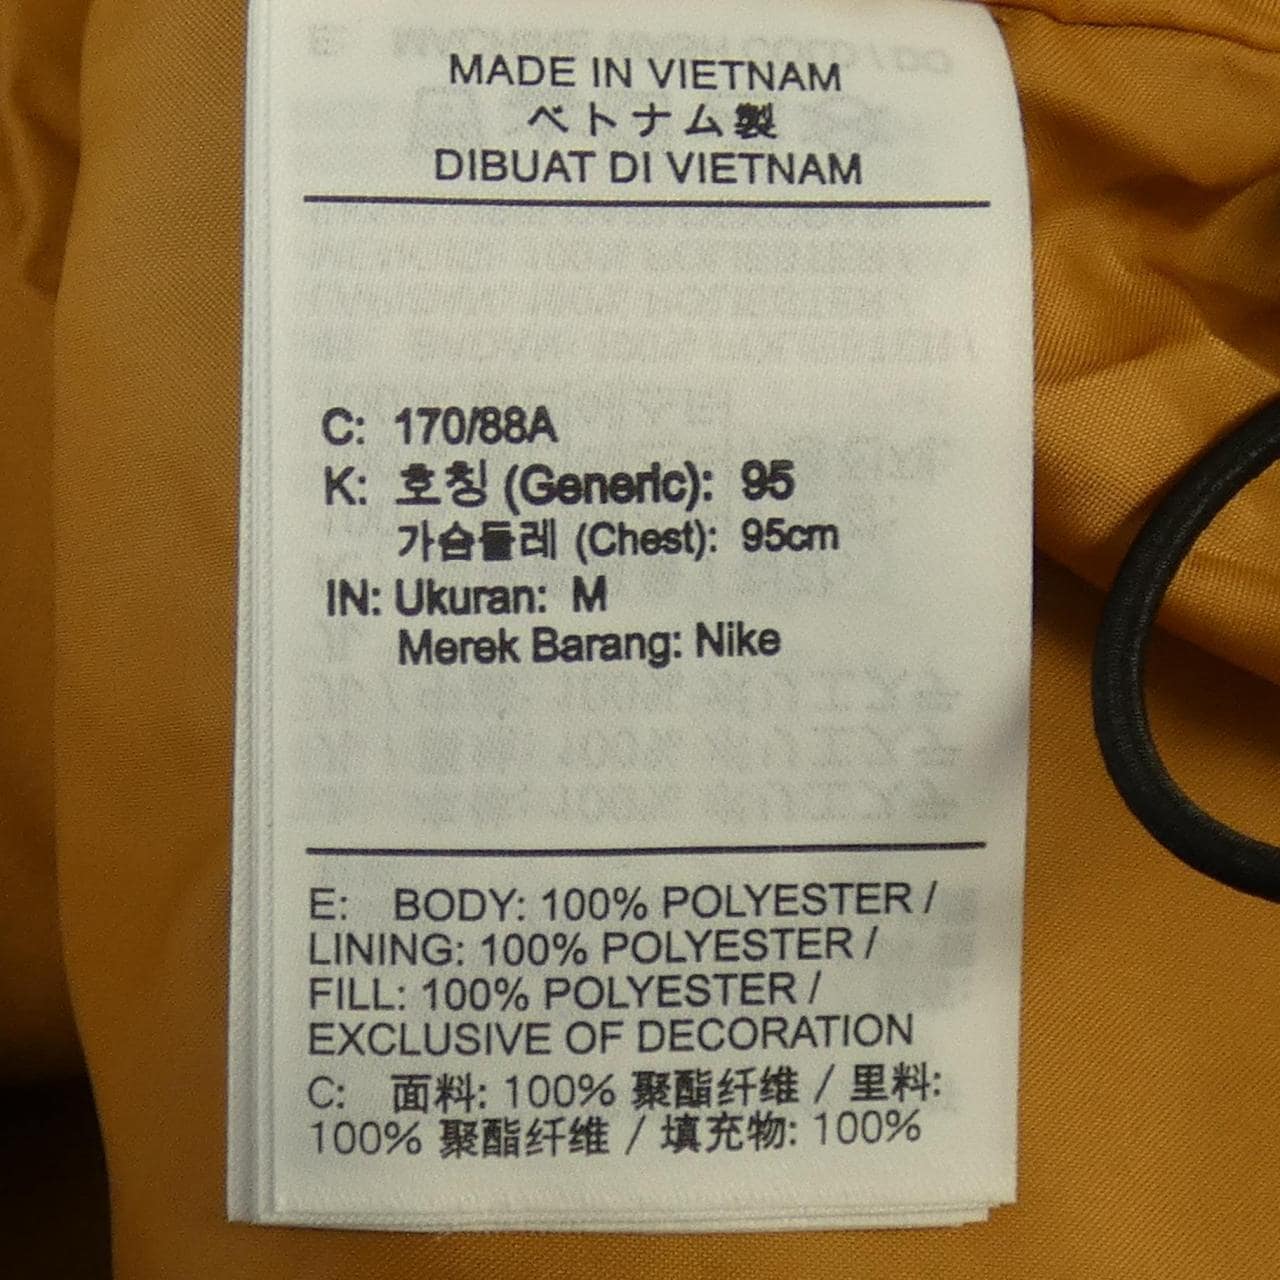 MADE IN VIETNAM
ベトナム製
DIBUAT DI VIETNAM
C: 170/88A
K: 호칭 (Generic): 95
가슴둘레 (Chest): 95cm
IN: Ukuran: M
Merek Barang: Nike
E: BODY: 100% POLYESTER /
LINING: 100% POLYESTER /
FILL: 100% POLYESTER /
EXCLUSIVE OF DECORATION
C: 面料: 100% 聚酯纤维 / 里料:
100% 聚酯纤维 / 填充物: 100%